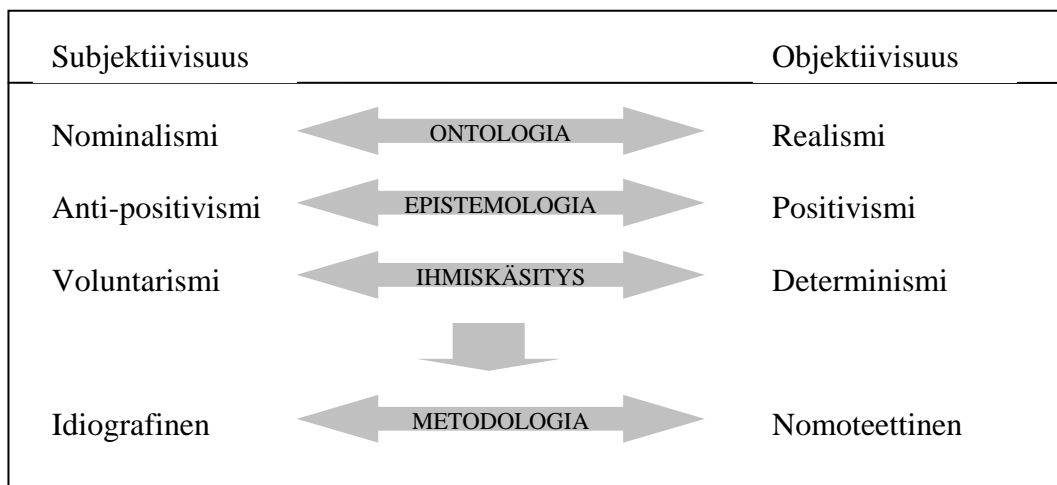 Subjektiivisuus Objektiivisuus
Nominalismi ONTOLOGIA Realismi
Anti-positivismi EPISTEMOLOGIA Positivismi
Voluntarismi IHMISKÄSITYS Determinismi
Idiografinen METODOLOGIA Nomoteettinen